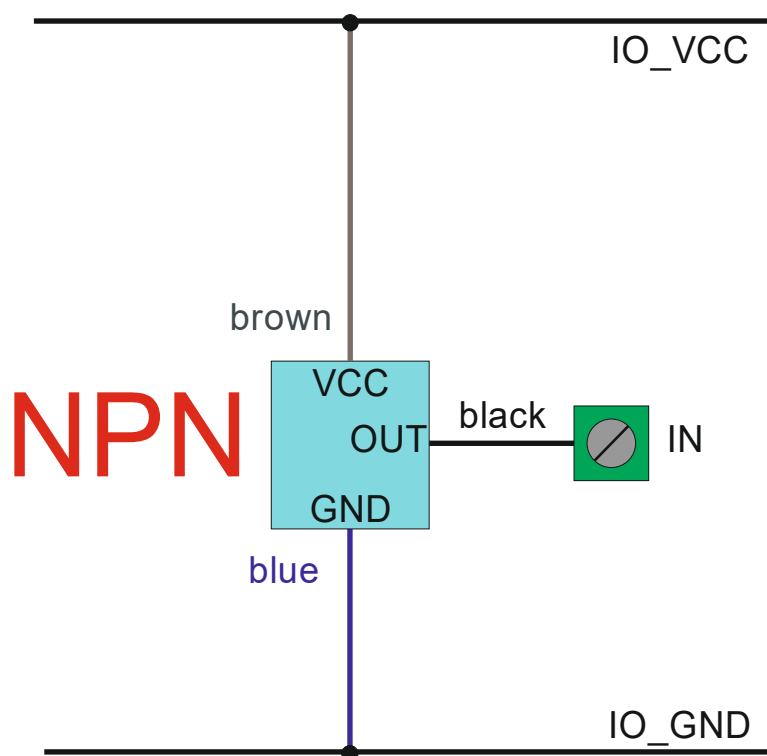 IO_VCC
brown
VCC
NPN
OUT
black
IN
GND
blue
IO_GND